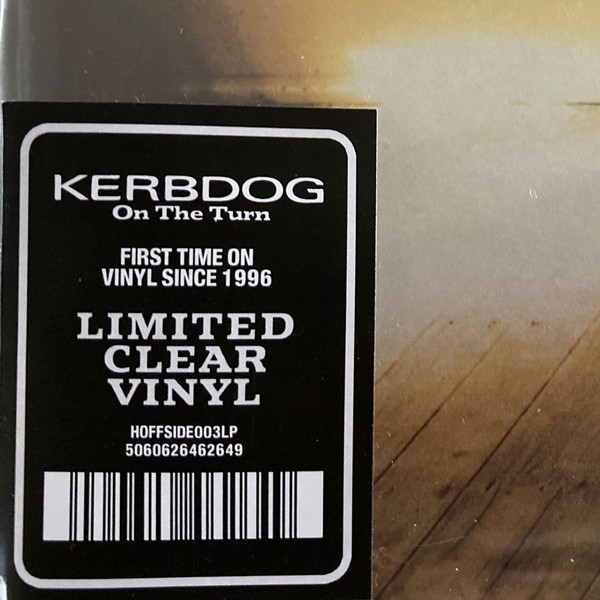 KERBDOG
On The Turn
FIRST TIME ON
VINYL SINCE 1996
LIMITED
CLEAR
VINYL
HOFFSIDE003LP
5060626462649